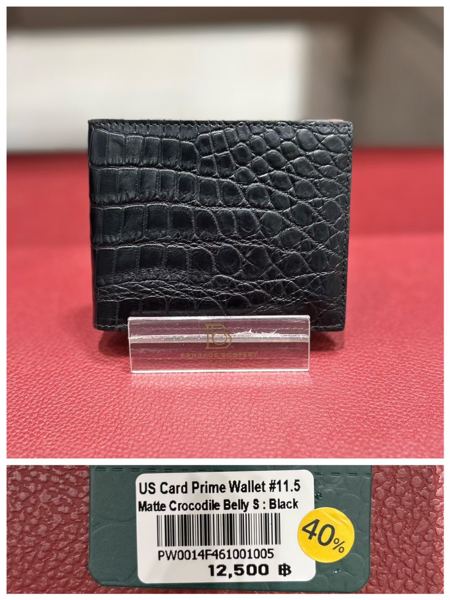 US Card Prime Wallet #11.5
Matte Crocodile Belly S : Black
40%
PW0014F461001005
12,500 ฿